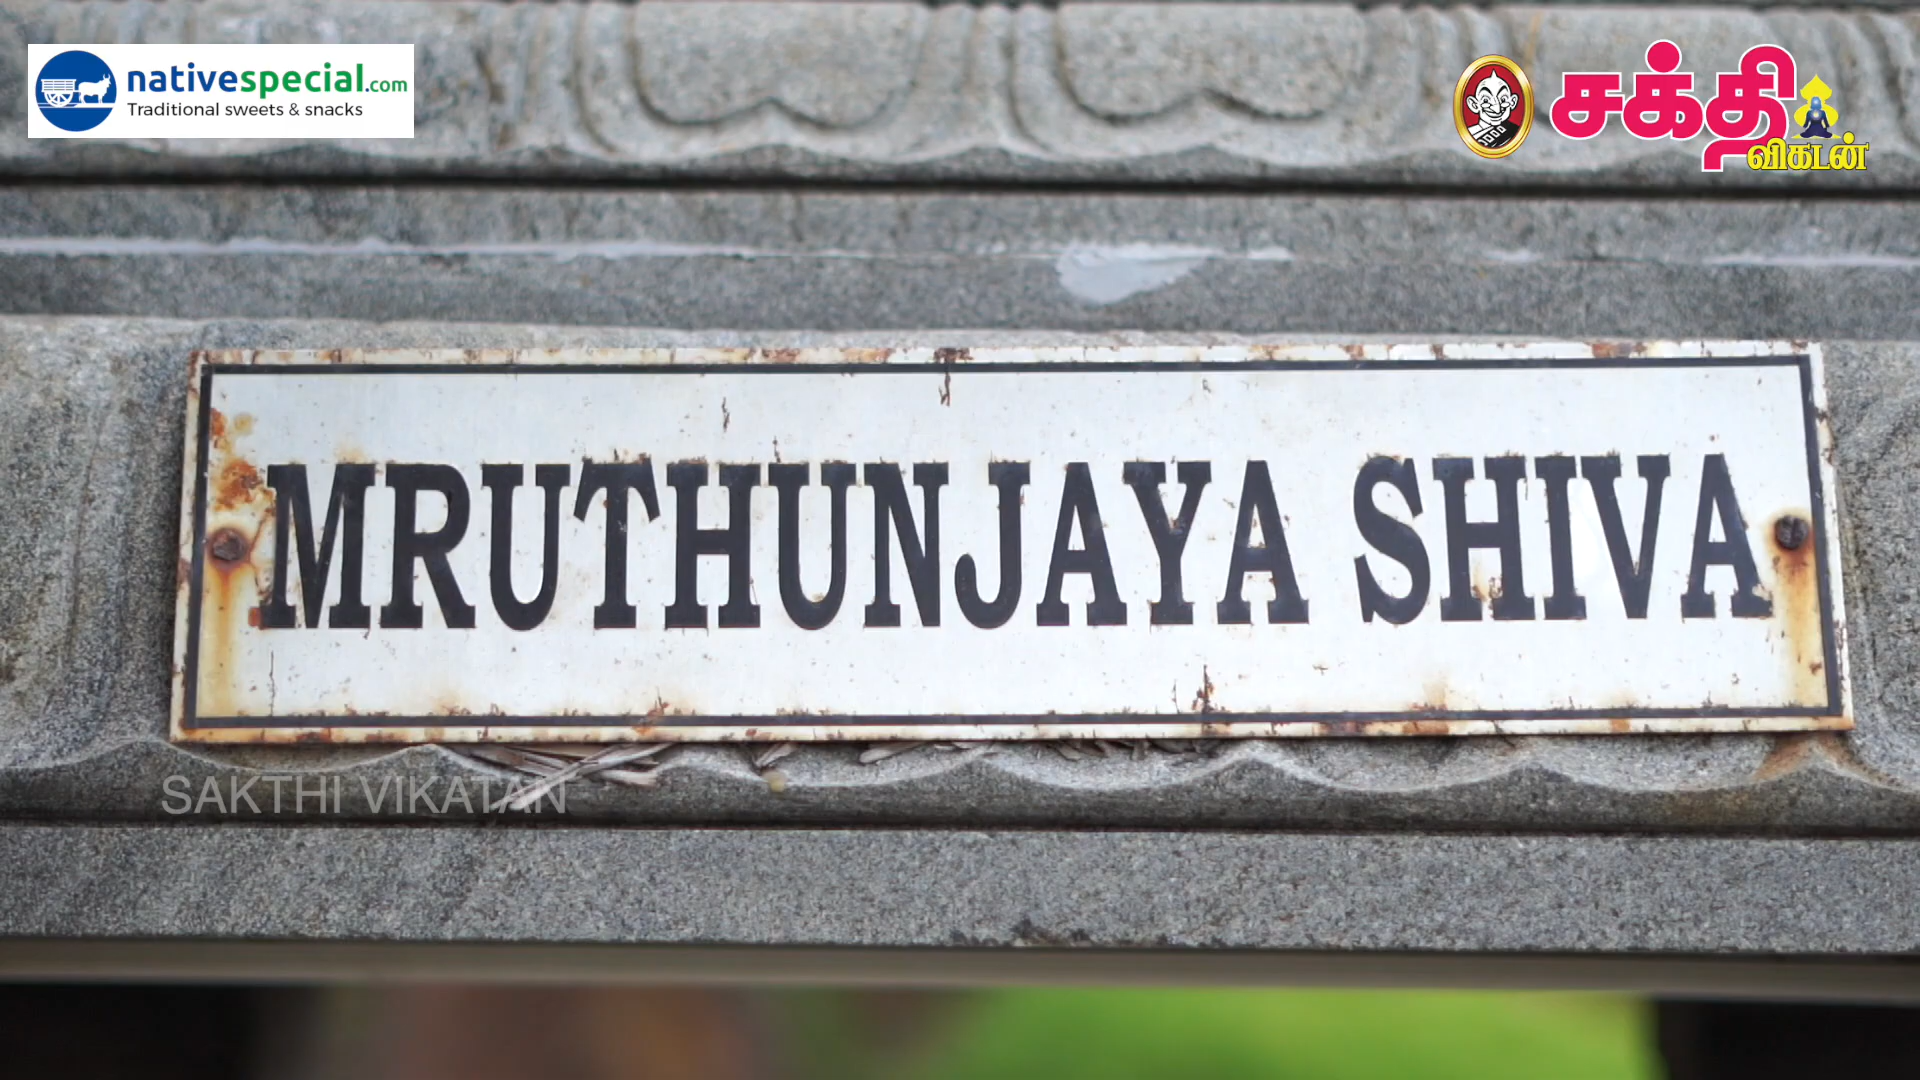 nativespecial.com
Traditional sweets & snacks
சக்தி
விகடன்
MRUTHUNJAYA SHIVA
SAKTHI VIKATAN